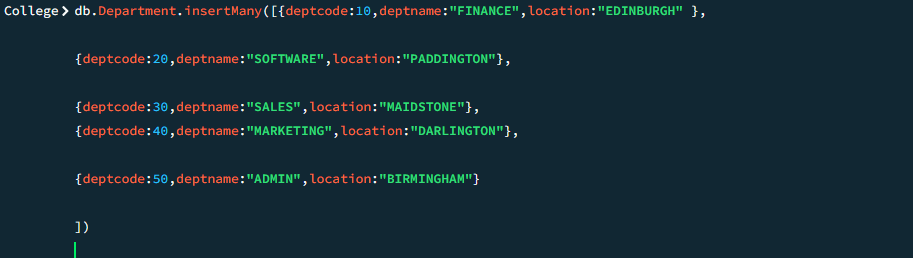 College> db.Department.insertMany([{deptcode:10,deptname:"FINANCE",location:"EDINBURGH" },
{deptcode:20,deptname:"SOFTWARE",location:"PADDINGTON"},
{deptcode:30,deptname:"SALES",location:"MAIDSTONE"},
{deptcode:40,deptname:"MARKETING",location:"DARLINGTON"},
{deptcode:50,deptname:"ADMIN",location:"BIRMINGHAM"}
])